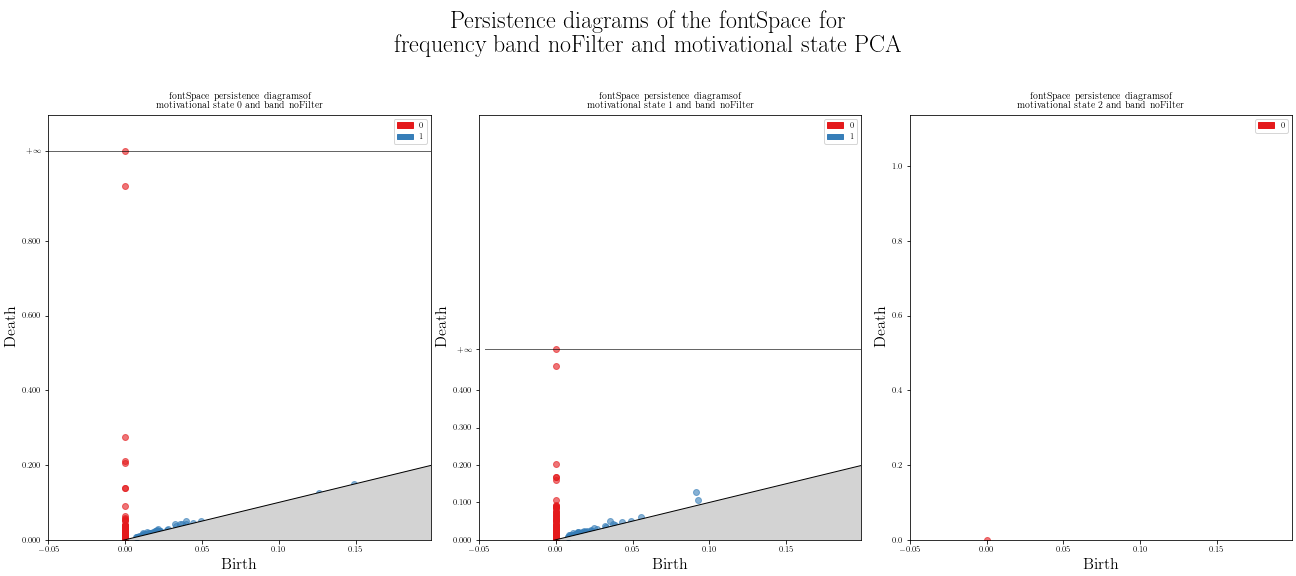 Persistence diagrams of the fontSpace for
frequency band noFilter and motivational state PCA
fontSpace persistence diagramsof
motivational state 0 and band noFilter
0
1
+∞
0.800
0.600
0.400
0.200
0.000
−0.05
0.00
0.05
0.10
0.15
Death
Birth
fontSpace persistence diagramsof
motivational state 1 and band noFilter
0
1
+∞
0.400
0.300
0.200
0.100
0.000
−0.05
0.00
0.05
0.10
0.15
Death
Birth
fontSpace persistence diagramsof
motivational state 2 and band noFilter
0
1.0
0.8
0.6
0.4
0.2
0.0
−0.05
0.00
0.05
0.10
0.15
Death
Birth